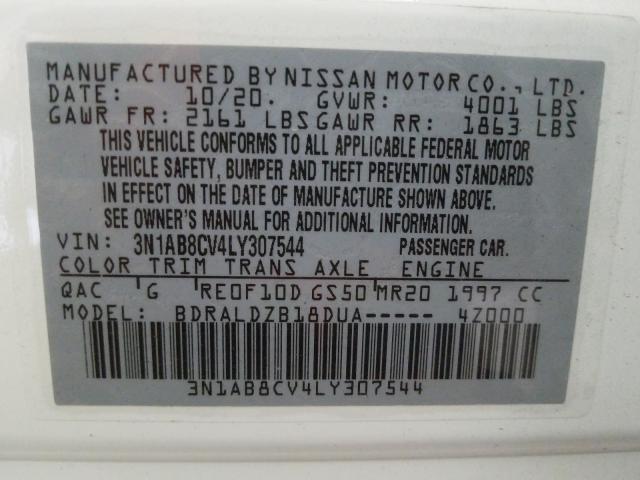 MANUFACTURED BY NISSAN MOTOR CO., LTD.
DATE: 10/20. GVWR: 4001 LBS
GAWR FR: 2161 LBS GAWR RR: 1863 LBS
THIS VEHICLE CONFORMS TO ALL APPLICABLE FEDERAL MOTOR
VEHICLE SAFETY, BUMPER AND THEFT PREVENTION STANDARDS
IN EFFECT ON THE DATE OF MANUFACTURE SHOWN ABOVE.
SEE OWNER'S MANUAL FOR ADDITIONAL INFORMATION.
VIN: 3N1AB8CV4LY307544 PASSENGER CAR.
COLOR TRIM TRANS AXLE ENGINE
QAC G RE0F10D GS50 MR20 1997 CC
MODEL: BDRALDZB18DUA----- 4Z000
3N1AB8CV4LY307544